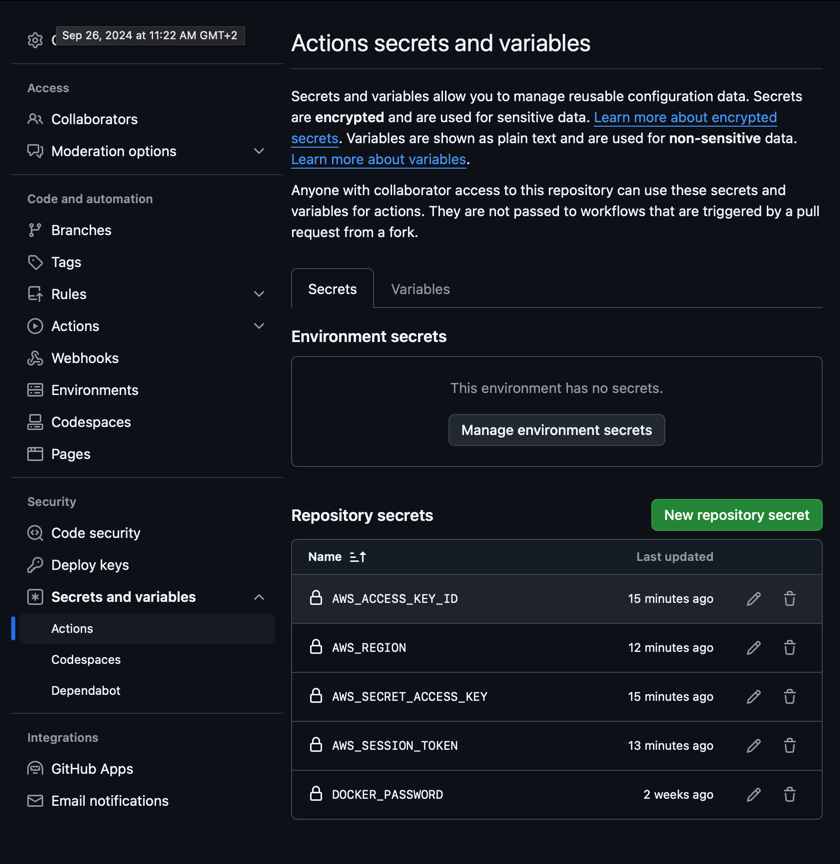 Sep 26, 2024 at 11:22 AM GMT+2
Access
Collaborators
Moderation options
Code and automation
Branches
Tags
Rules
Actions
Webhooks
Environments
Codespaces
Pages
Security
Code security
Deploy keys
Secrets and variables
Actions
Codespaces
Dependabot
Integrations
GitHub Apps
Email notifications
Actions secrets and variables
Secrets and variables allow you to manage reusable configuration data. Secrets
are encrypted and are used for sensitive data. Learn more about encrypted
secrets. Variables are shown as plain text and are used for non-sensitive data.
Learn more about variables.
Anyone with collaborator access to this repository can use these secrets and
variables for actions. They are not passed to workflows that are triggered by a pull
request from a fork.
Secrets Variables
Environment secrets
This environment has no secrets.
Manage environment secrets
Repository secrets New repository secret
Name Last updated
AWS_ACCESS_KEY_ID 15 minutes ago
AWS_REGION 12 minutes ago
AWS_SECRET_ACCESS_KEY 15 minutes ago
AWS_SESSION_TOKEN 13 minutes ago
DOCKER_PASSWORD 2 weeks ago